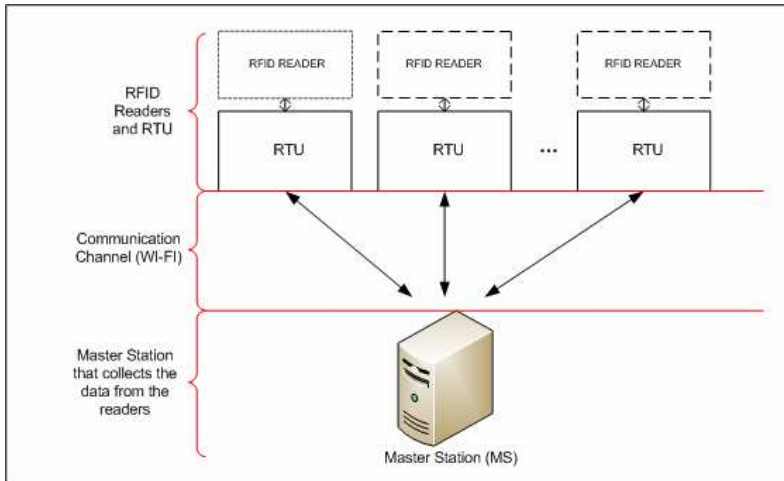 RFID READER
RFID READER
RFID READER
RFID
Readers
and RTU
RTU
RTU
...
RTU
Communication
Channel (WI-FI)
Master Station
that collects the
data from the
readers
Master Station (MS)